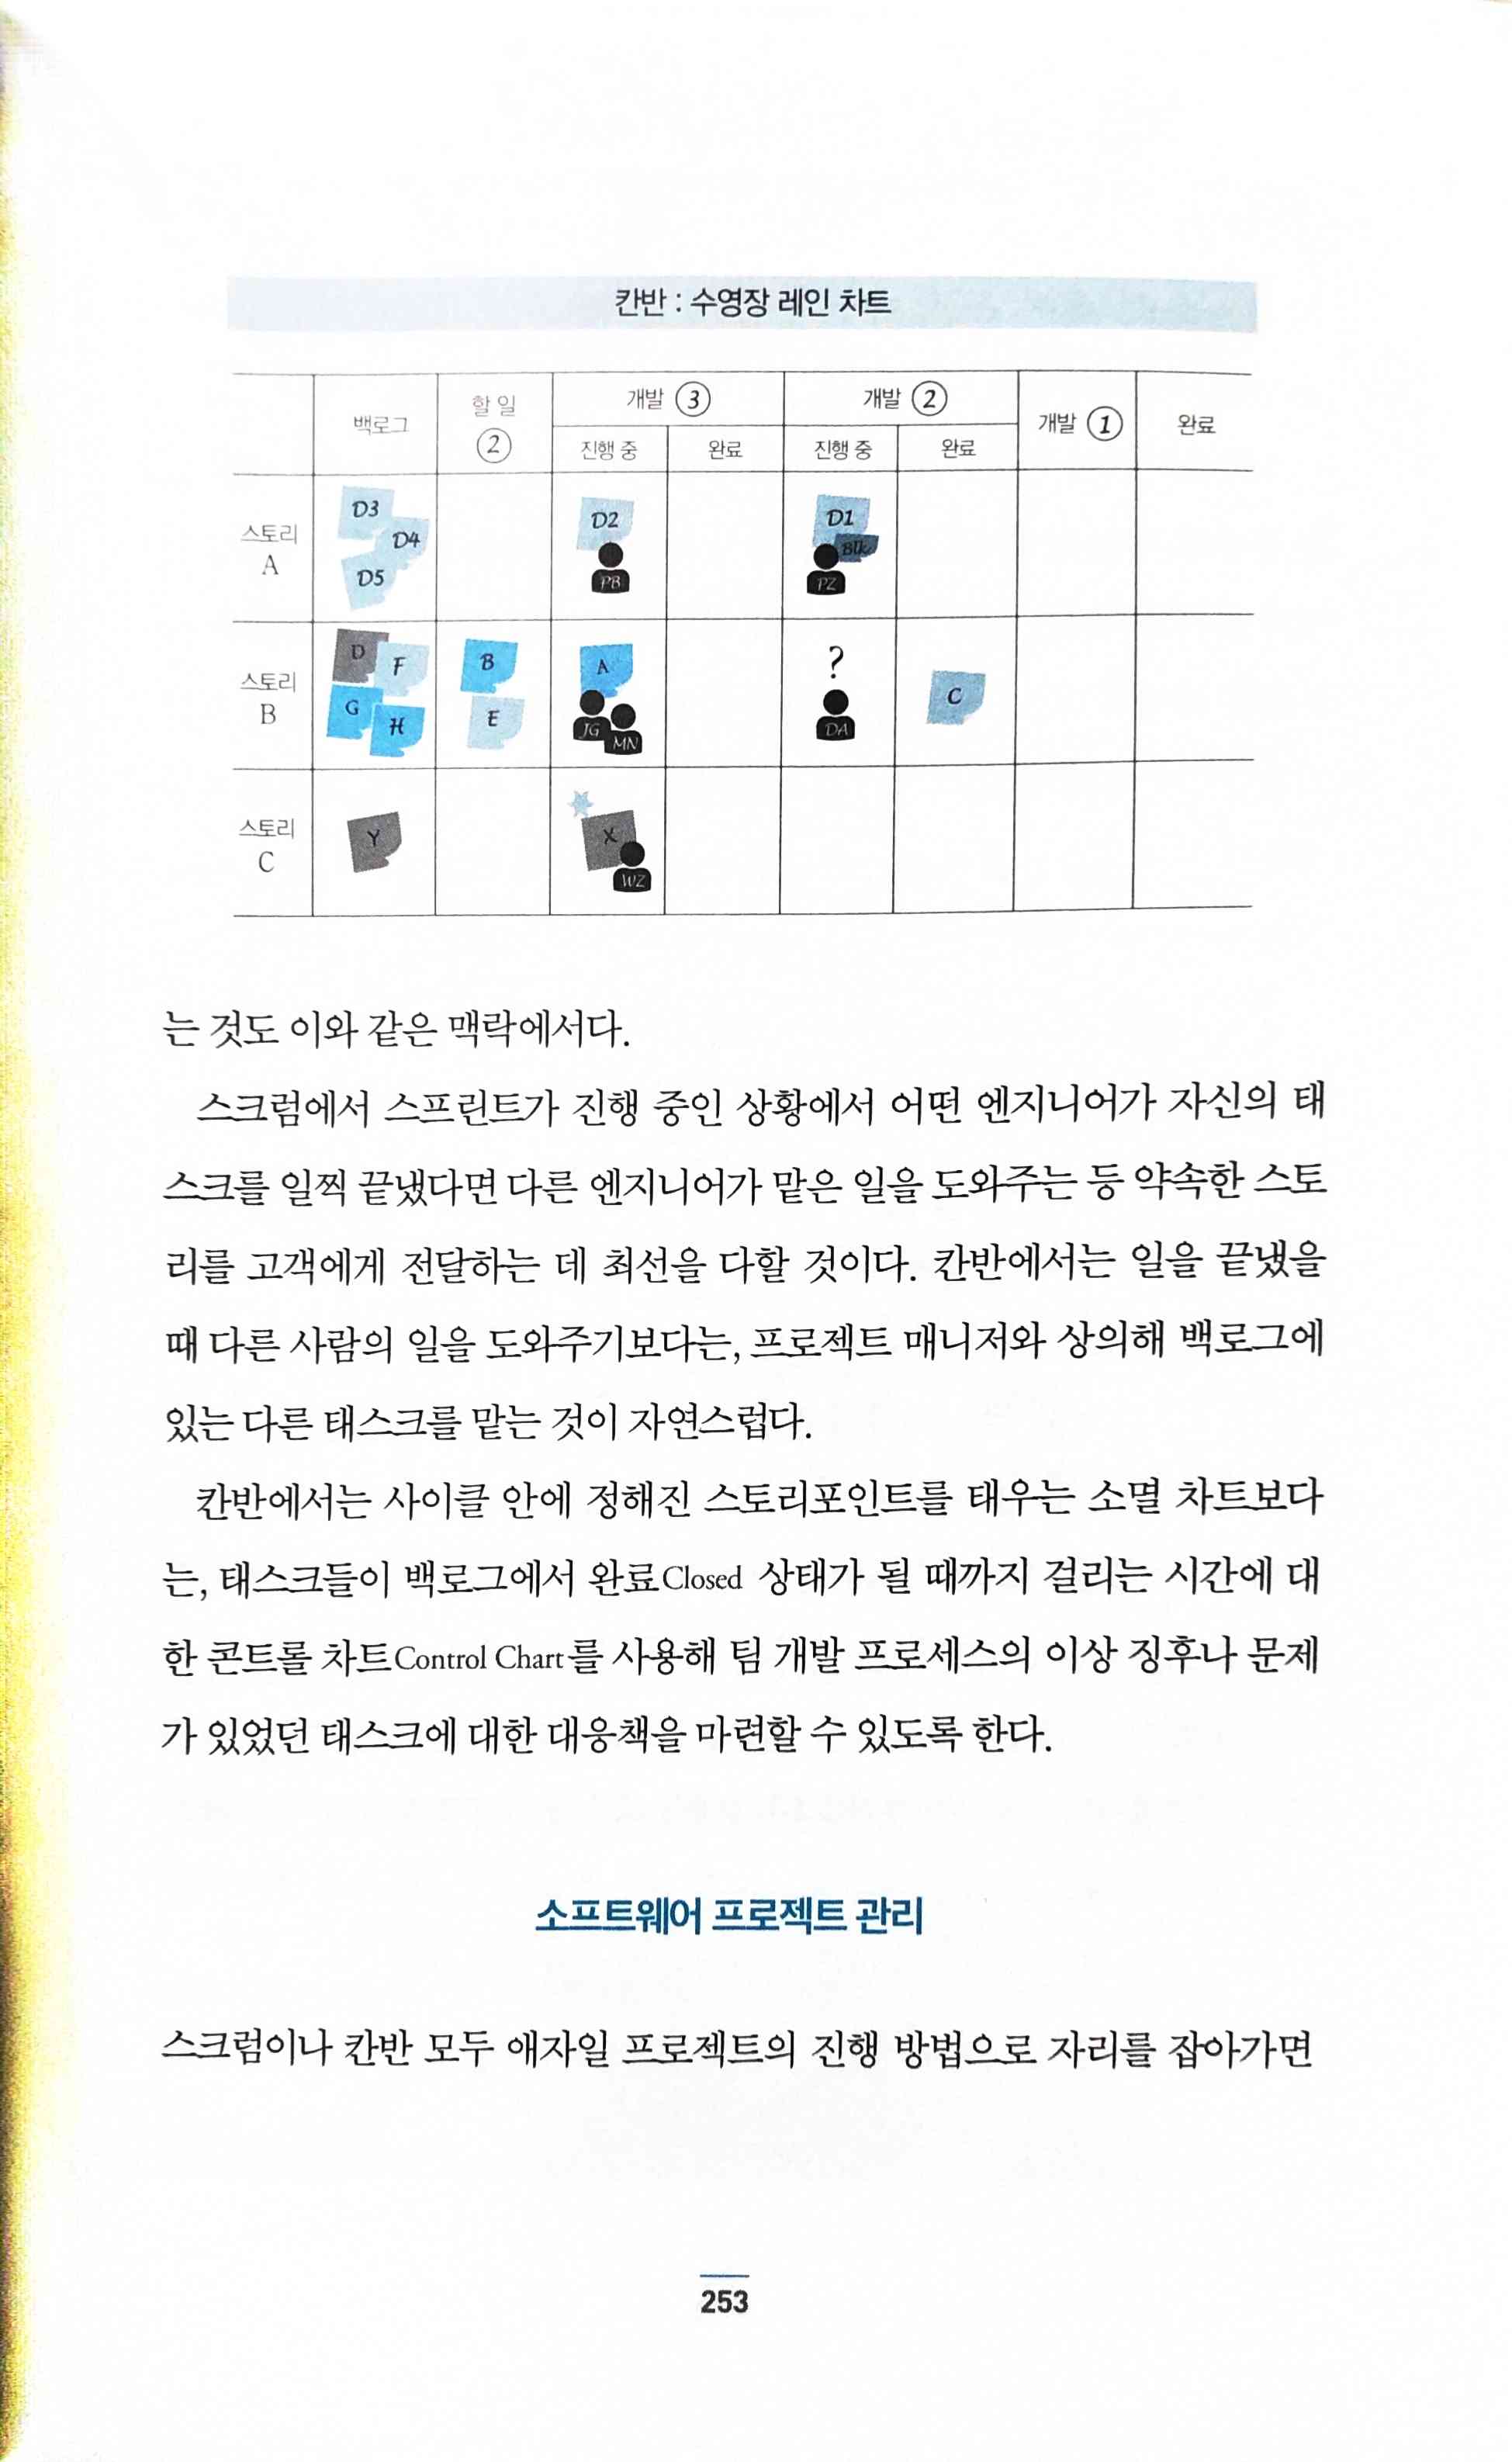 칸반 : 수영장 레인 차트
백로그
할 일
②
개발 ③
개발 ②
개발 ①
완료
진행 중
완료
진행 중
완료
스토리
A
D3
D4
D5
D2
PB
D1
Blk
PZ
스토리
B
D
F
G
H
B
E
A
JG
MN
?
DA
C
스토리
C
Y
X
WZ
는 것도 이와 같은 맥락에서다.
스크럼에서 스프린트가 진행 중인 상황에서 어떤 엔지니어가 자신의 태
스크를 일찍 끝냈다면 다른 엔지니어가 맡은 일을 도와주는 등 약속한 스토
리를 고객에게 전달하는 데 최선을 다할 것이다. 칸반에서는 일을 끝냈을
때 다른 사람의 일을 도와주기보다는, 프로젝트 매니저와 상의해 백로그에
있는 다른 태스크를 맡는 것이 자연스럽다.
칸반에서는 사이클 안에 정해진 스토리포인트를 태우는 소멸 차트보다
는, 태스크들이 백로그에서 완료Closed 상태가 될 때까지 걸리는 시간에 대
한 콘트롤 차트Control Chart를 사용해 팀 개발 프로세스의 이상 징후나 문제
가 있었던 태스크에 대한 대응책을 마련할 수 있도록 한다.
소프트웨어 프로젝트 관리
스크럼이나 칸반 모두 애자일 프로젝트의 진행 방법으로 자리를 잡아가면
253